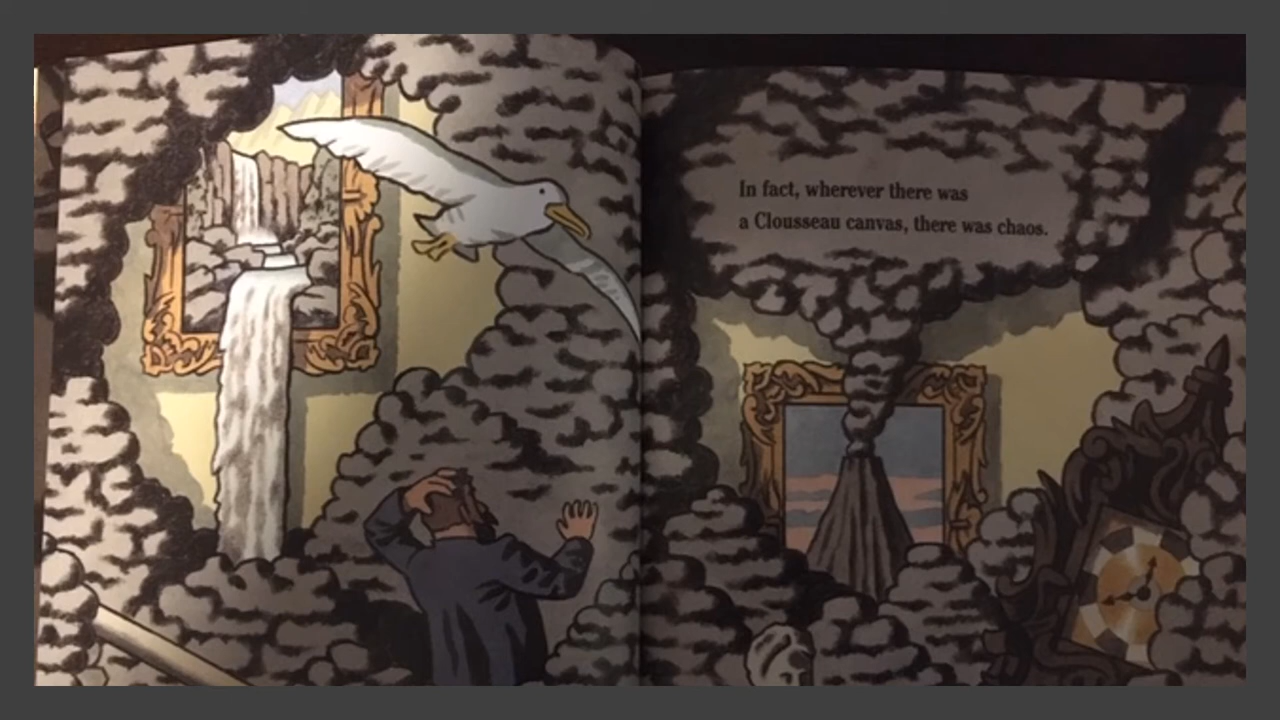 In fact, wherever there was
a Clousseau canvas, there was chaos.